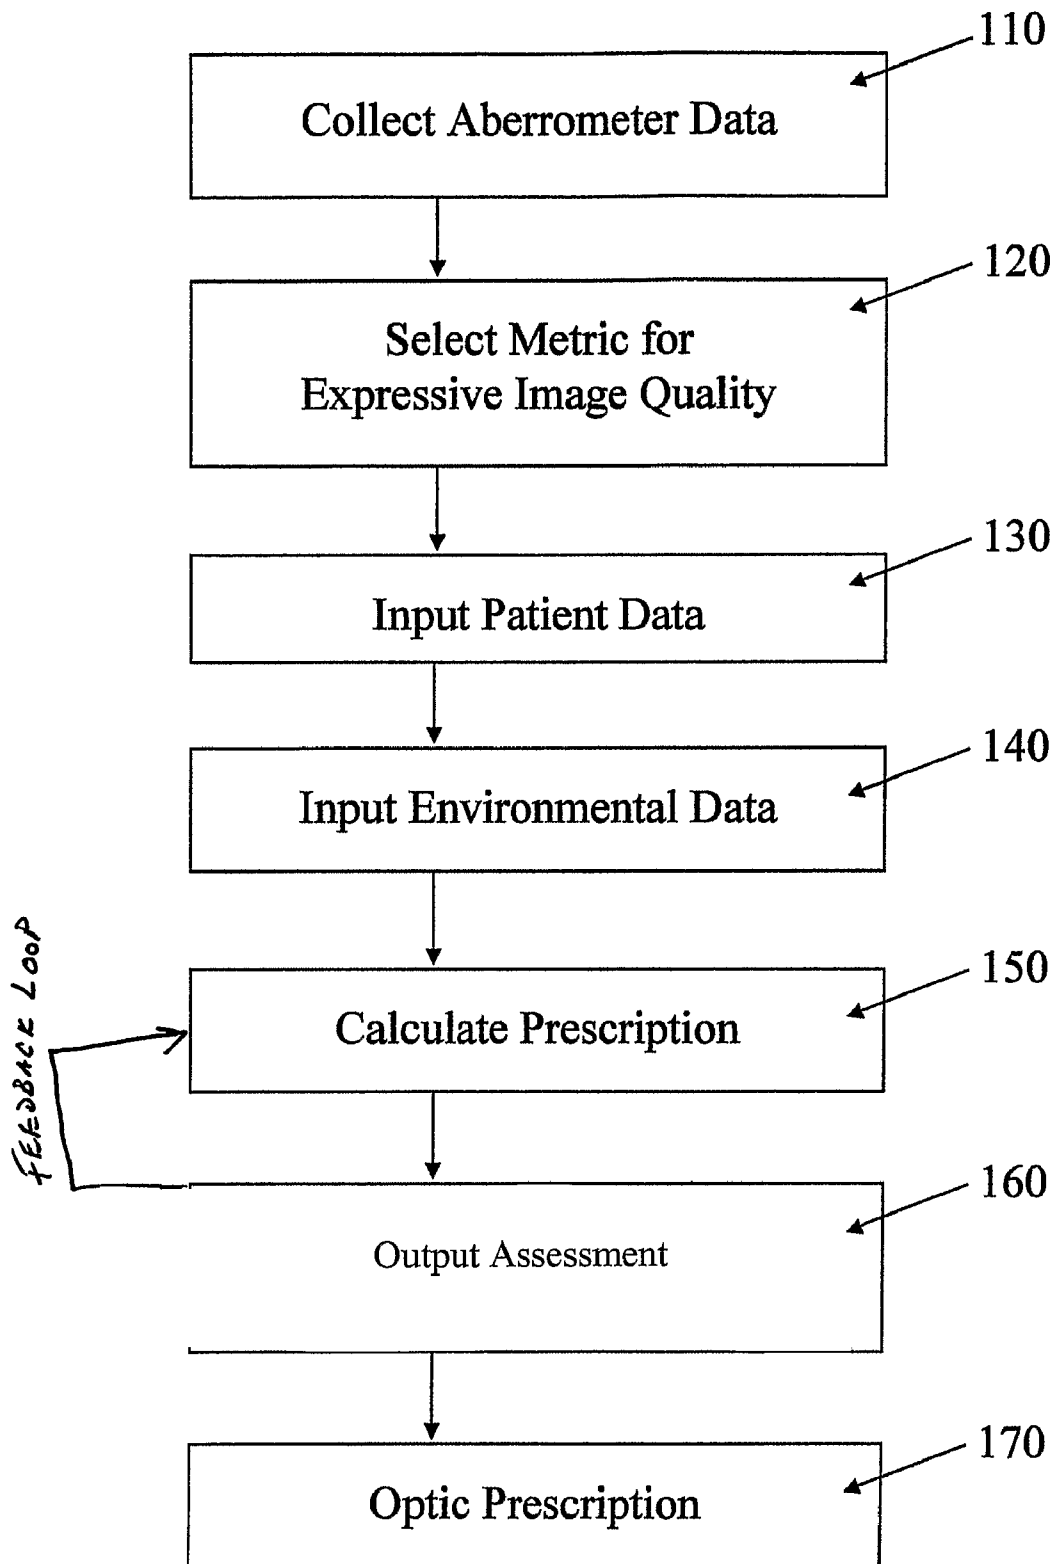 110
Collect Aberrometer Data
120
Select Metric for
Expressive Image Quality
130
Input Patient Data
140
Input Environmental Data
150
Calculate Prescription
FEEDBACK LOOP
160
Output Assessment
170
Optic Prescription